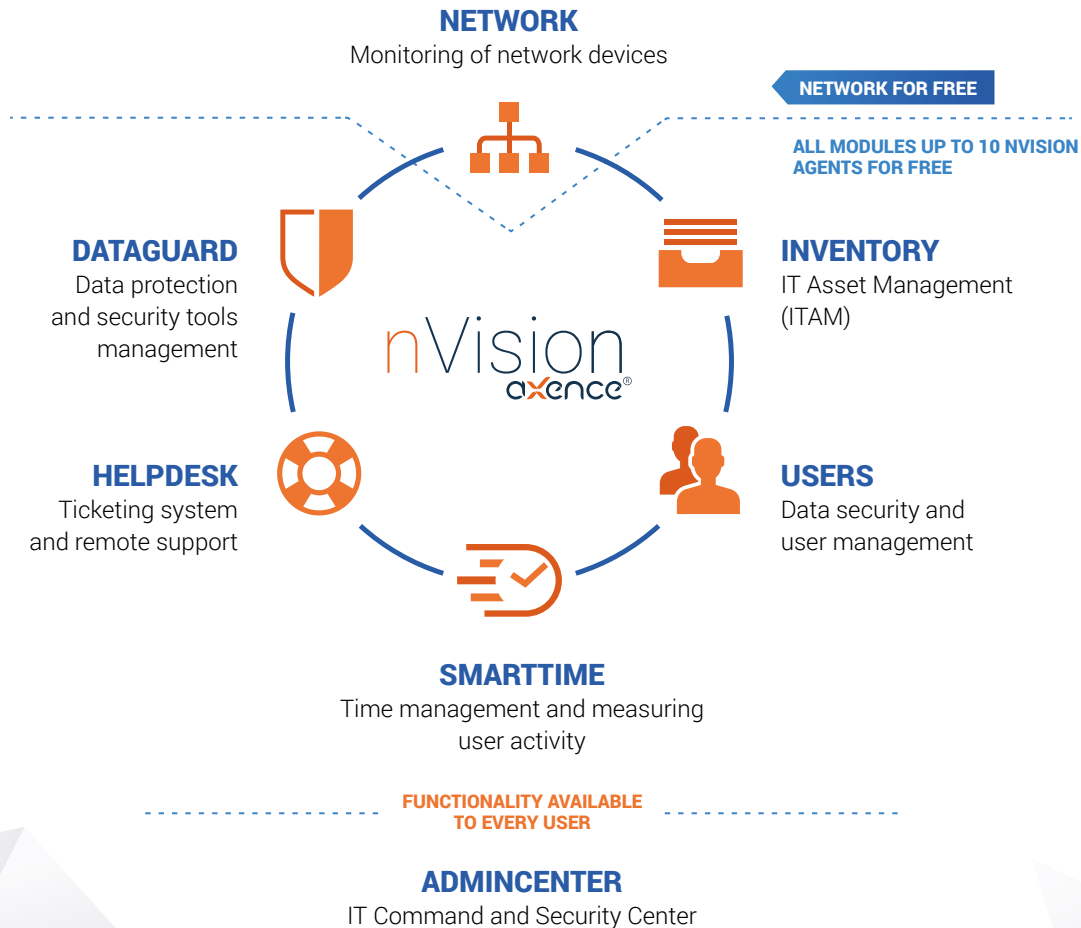 NETWORK
Monitoring of network devices
NETWORK FOR FREE
ALL MODULES UP TO 10 NVISION
AGENTS FOR FREE
DATAGUARD
Data protection
and security tools
management
INVENTORY
IT Asset Management
(ITAM)
nVision
axence®
HELPDESK
Ticketing system
and remote support
USERS
Data security and
user management
SMARTTIME
Time management and measuring
user activity
FUNCTIONALITY AVAILABLE
TO EVERY USER
ADMINCENTER
IT Command and Security Center